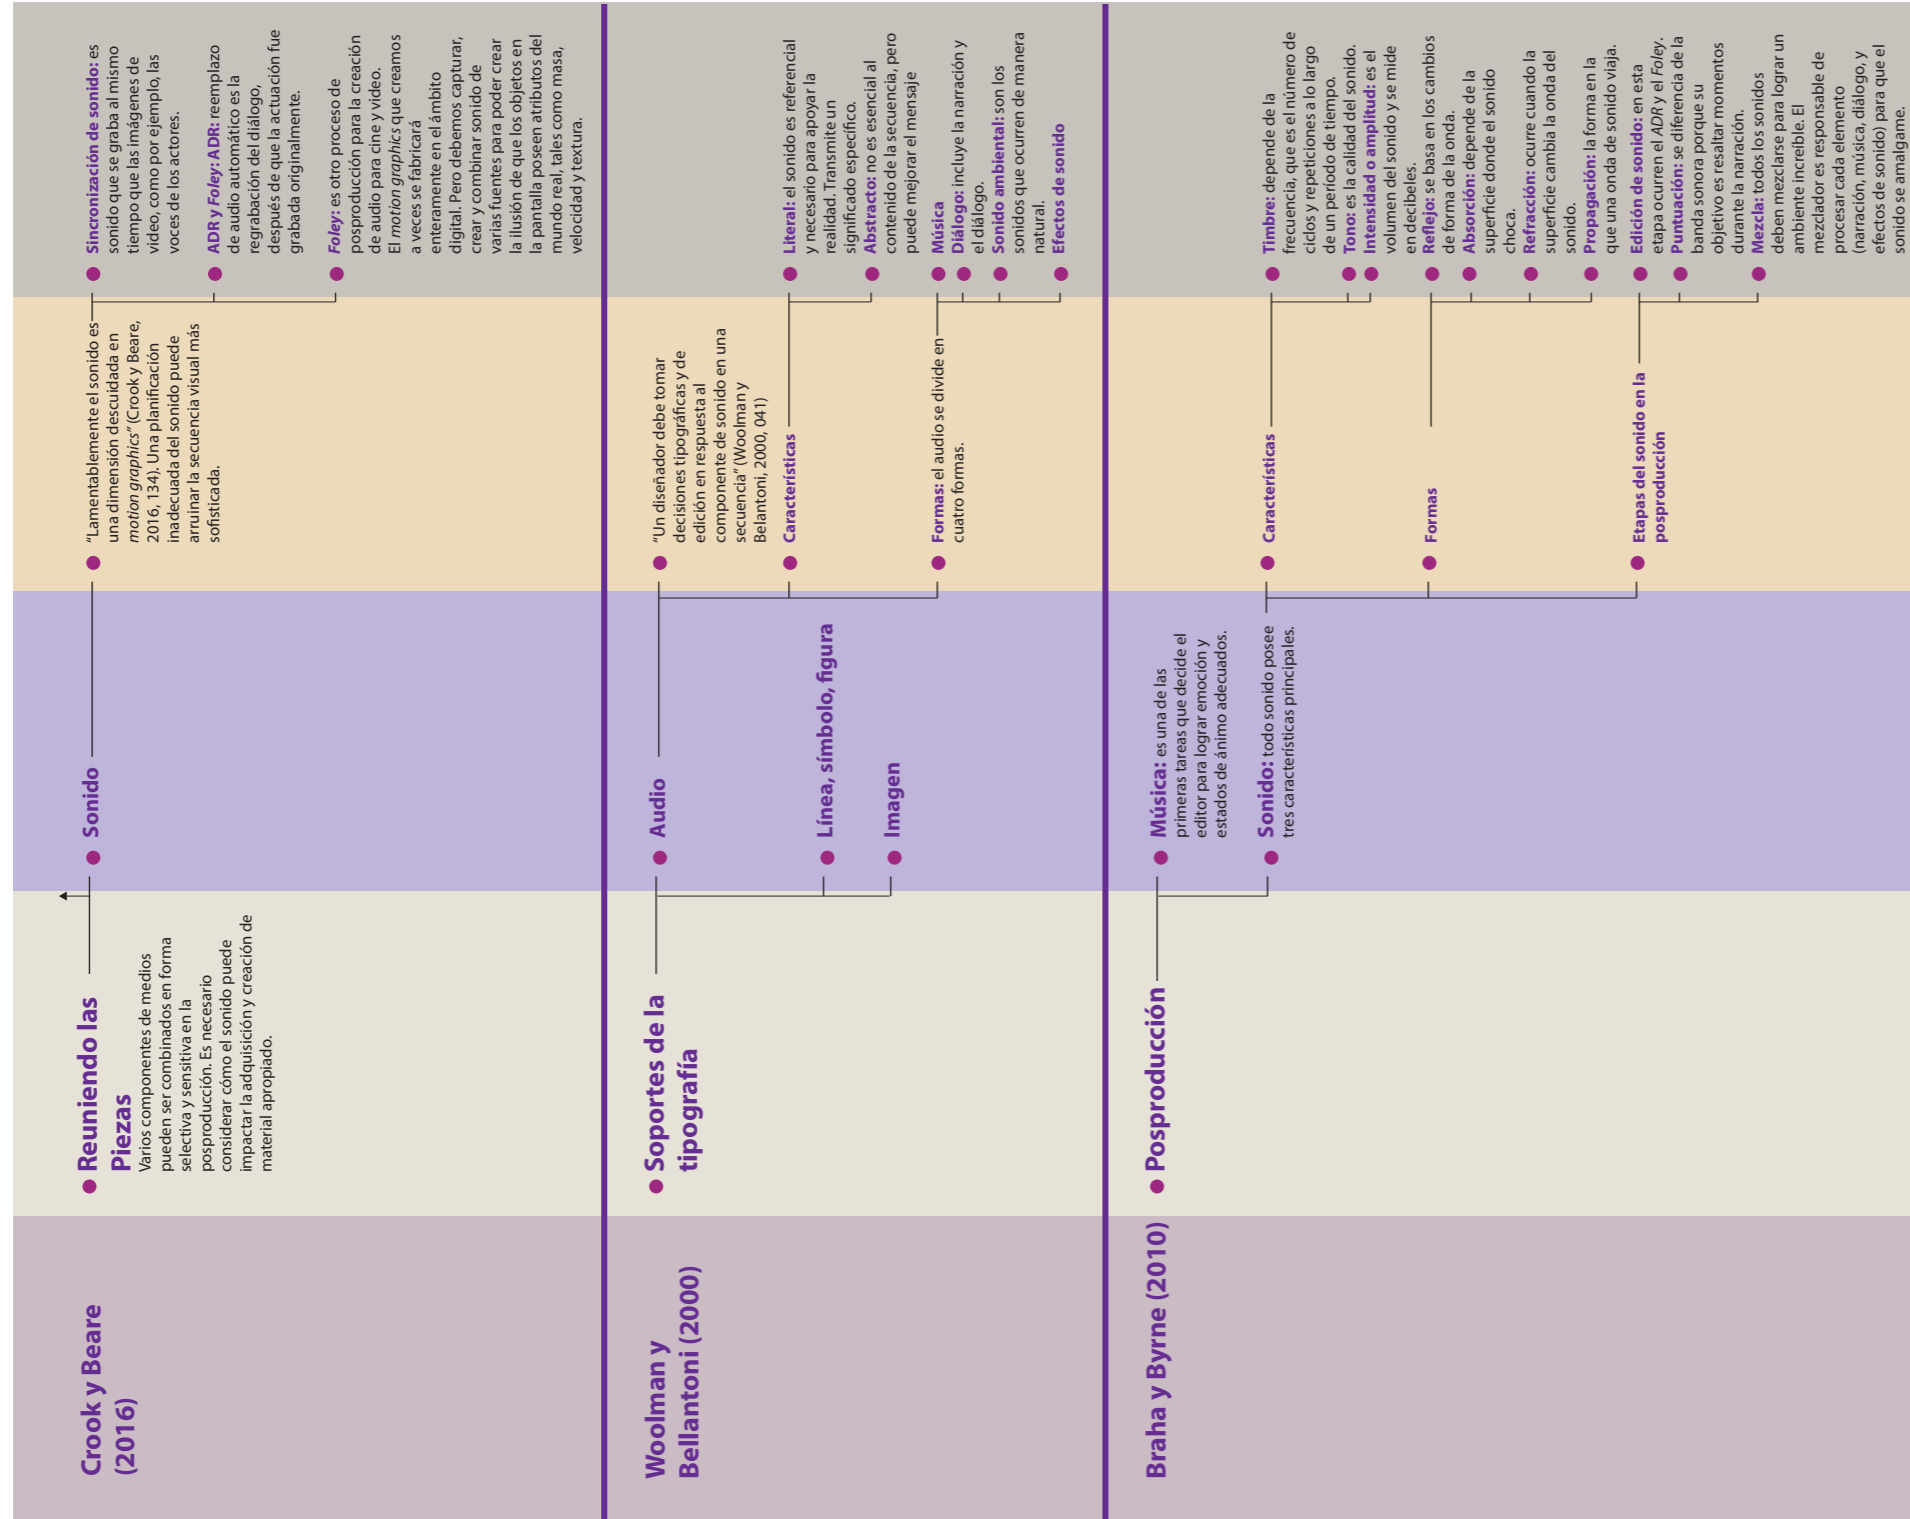 Crook y Beare
(2016)
Reuniendo las
Piezas
Varios componentes de medios
pueden ser combinados en forma
selectiva y sensitiva en la
posproducción. Es necesario
considerar cómo el sonido puede
impactar la adquisición y creación de
material apropiado.
Sonido
“Lamentablemente el sonido es
una dimensión descuidada en
motion graphics” (Crook y Beare,
2016, 134). Una planificación
inadecuada del sonido puede
arruinar la secuencia visual más
sofisticada.
Sincronización de sonido: es
sonido que se graba al mismo
tiempo que las imágenes de
video, como por ejemplo, las
voces de los actores.
ADR y Foley: ADR: reemplazo
de audio automático es la
regrabación del diálogo,
después de que la actuación fue
grabada originalmente.
Foley: es otro proceso de
posproducción para la creación
de audio para cine y video.
El motion graphics que creamos
a veces se fabricará
enteramente en el ámbito
digital. Pero debemos capturar,
crear y combinar sonido de
varias fuentes para poder crear
la ilusión de que los objetos en
la pantalla poseen atributos del
mundo real, tales como masa,
velocidad y textura.
Woolman y
Bellantoni (2000)
Soportes de la
tipografía
Audio
Línea, símbolo, figura
Imagen
“Un diseñador debe tomar
decisiones tipográficas y de
edición en respuesta al
componente de sonido en una
secuencia” (Woolman y
Belantoni, 2000, 041)
Características
Formas: el audio se divide en
cuatro formas.
Literal: el sonido es referencial
y necesario para apoyar la
realidad. Transmite un
significado específico.
Abstracto: no es esencial al
contenido de la secuencia, pero
puede mejorar el mensaje
Música
Diálogo: incluye la narración y
el diálogo.
Sonido ambiental: son los
sonidos que ocurren de manera
natural.
Efectos de sonido
Braha y Byrne (2010)
Posproducción
Música: es una de las
primeras tareas que decide el
editor para lograr emoción y
estados de ánimo adecuados.
Sonido: todo sonido posee
tres características principales.
Características
Formas
Etapas del sonido en la
posproducción
Timbre: depende de la
frecuencia, que es el número de
ciclos y repeticiones a lo largo
de un período de tiempo.
Tono: es la calidad del sonido.
Intensidad o amplitud: es el
volumen del sonido y se mide
en decibeles.
Reflejo: se basa en los cambios
de forma de la onda.
Absorción: depende de la
superficie donde el sonido
choca.
Refracción: ocurre cuando la
superficie cambia la onda del
sonido.
Propagación: la forma en la
que una onda de sonido viaja.
Edición de sonido: en esta
etapa ocurren el ADR y el Foley.
Puntuación: se diferencia de la
banda sonora porque su
objetivo es resaltar momentos
durante la narración.
Mezcla: todos los sonidos
deben mezclarse para lograr un
ambiente increíble. El
mezclador es responsable de
procesar cada elemento
(narración, música, diálogo, y
efectos de sonido) para que el
sonido se amalgame.